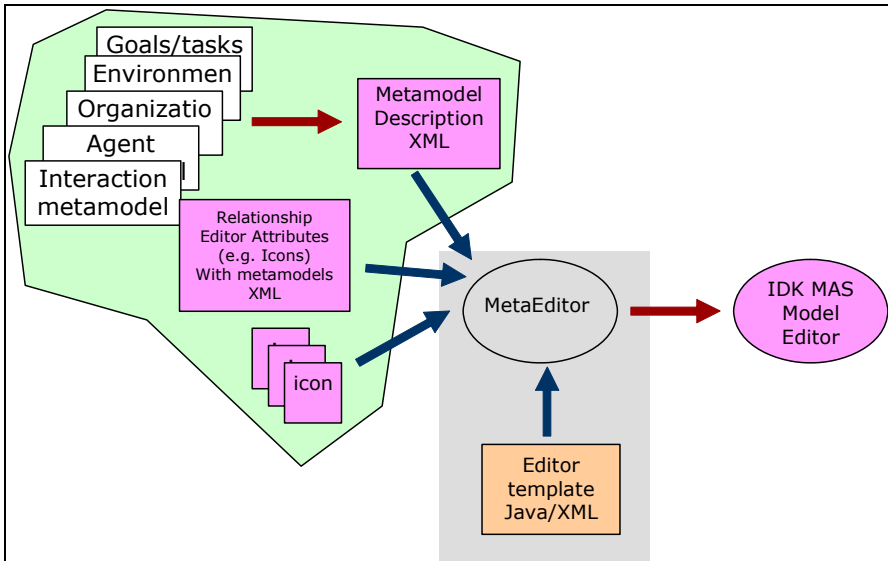 Goals/tasks
Environmen
Organizatio
Agent
l
Interaction
metamodel
Metamodel
Description
XML
Relationship
Editor Attributes
(e.g. Icons)
With metamodels
XML
icon
MetaEditor
IDK MAS
Model
Editor
Editor
template
Java/XML